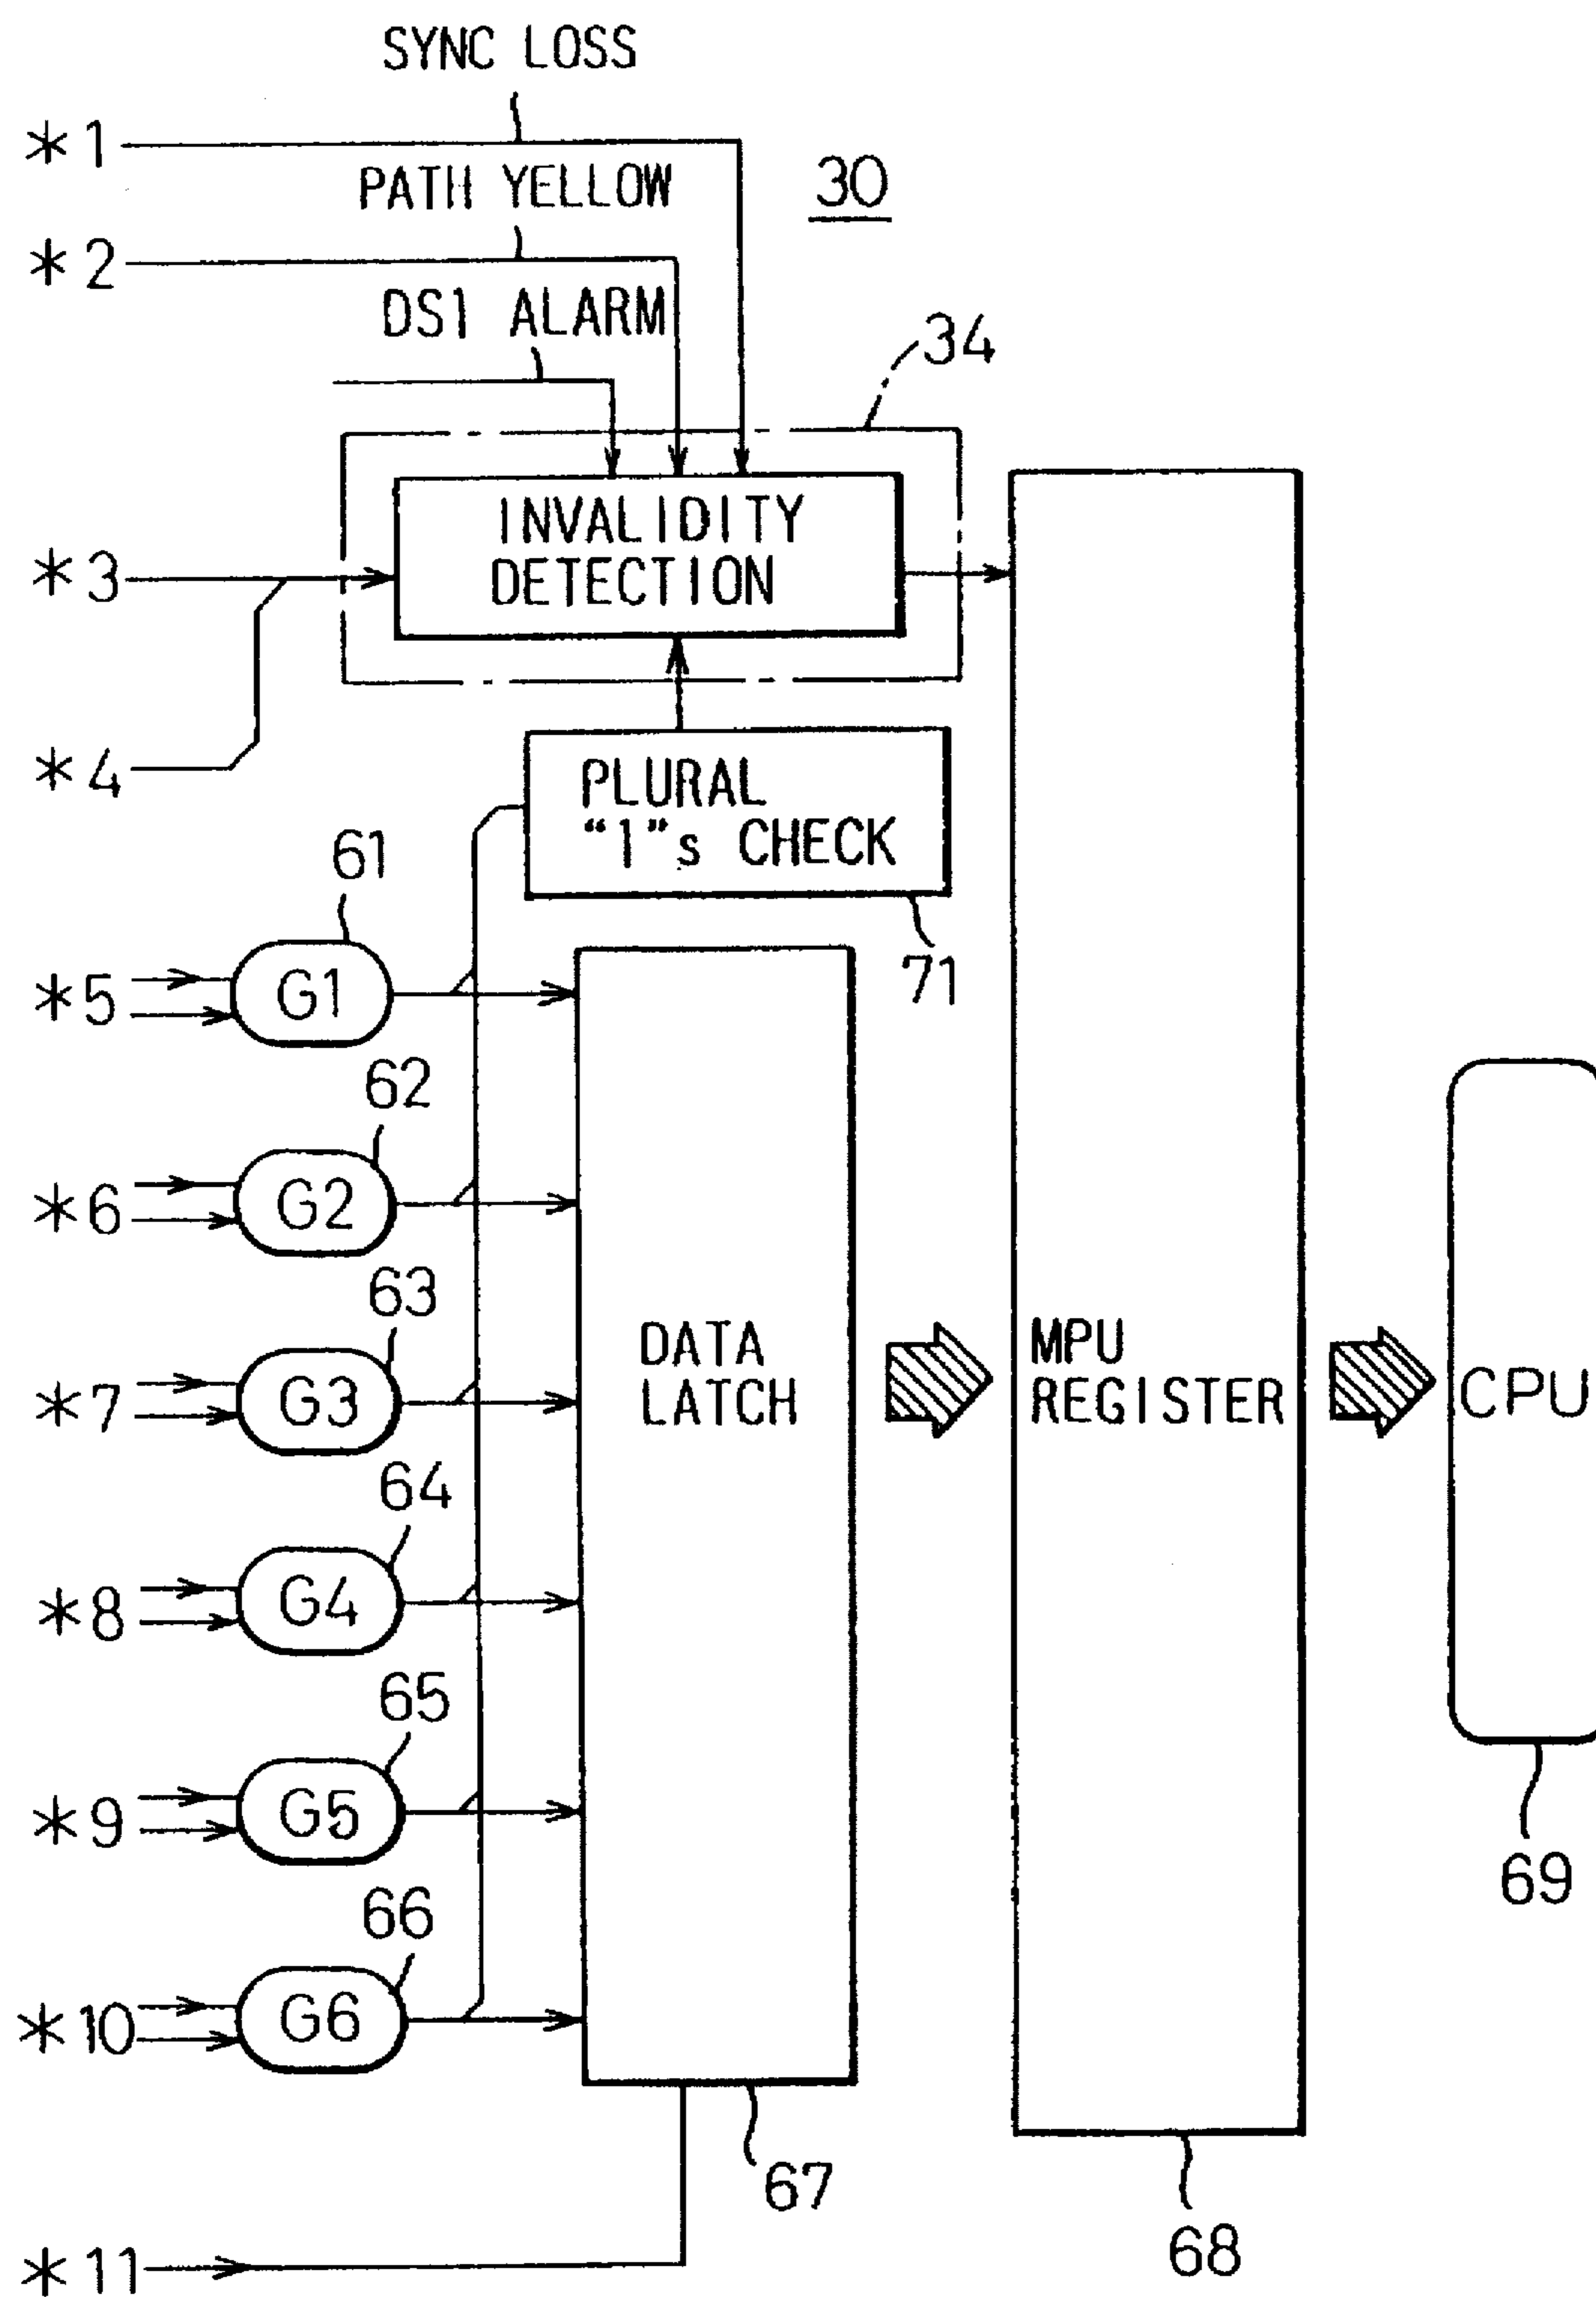 SYNC LOSS
*1
PATH YELLOW
30
*2
DS1 ALARM
34
INVALIDITY
DETECTION
*3
*4
PLURAL
"1"s CHECK
71
61
*5
G1
62
*6
G2
63
*7
G3
DATA
LATCH
MPU
REGISTER
CPU
64
*8
G4
65
*9
G5
69
66
*10
G6
67
68
*11